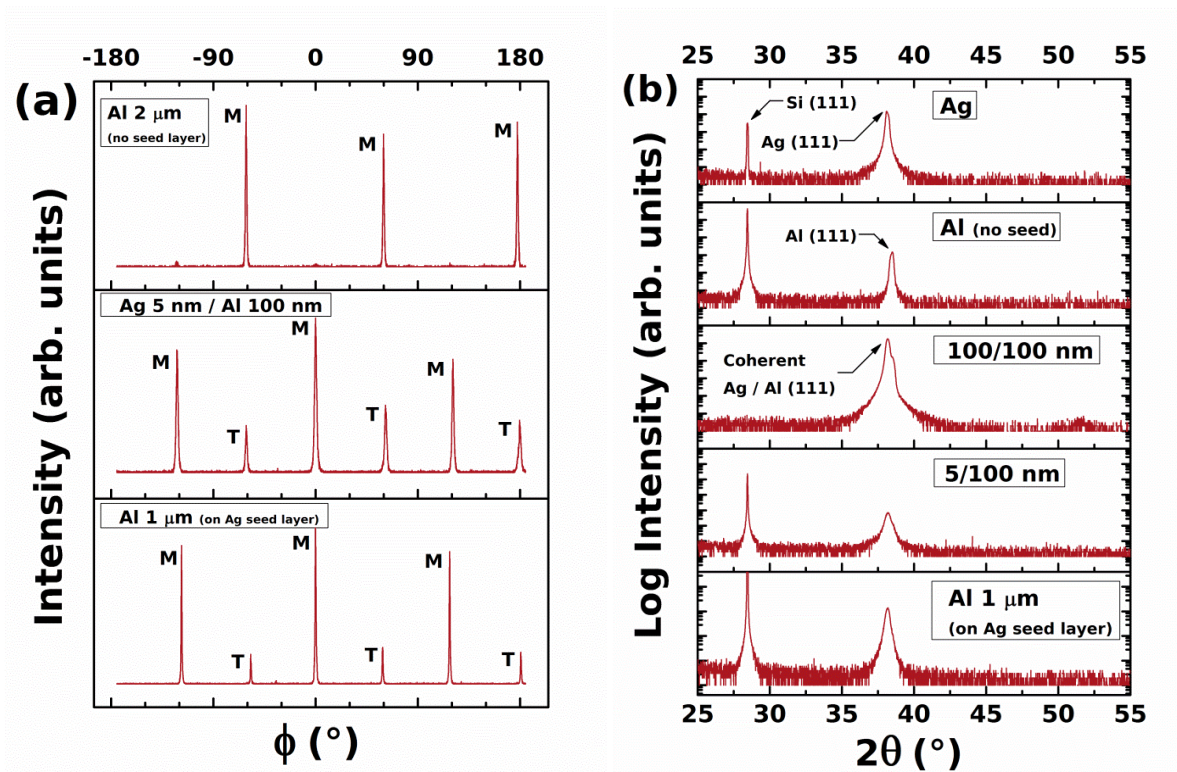 (a)
Intensity (arb. units)
-180 -90 0 90 180
Al 2 μm
(no seed layer)
M
M
M
Ag 5 nm / Al 100 nm
M
T
M
T
M
T
Al 1 μm (on Ag seed layer)
M
T
M
T
M
T
ϕ (°)
(b)
Log Intensity (arb. units)
25 30 35 40 45 50 55
Si (111)
Ag (111)
Ag
Al (111)
Al (no seed)
Coherent
Ag / Al (111)
100/100 nm
5/100 nm
Al 1 μm
(on Ag seed layer)
25 30 35 40 45 50 55
2θ (°)